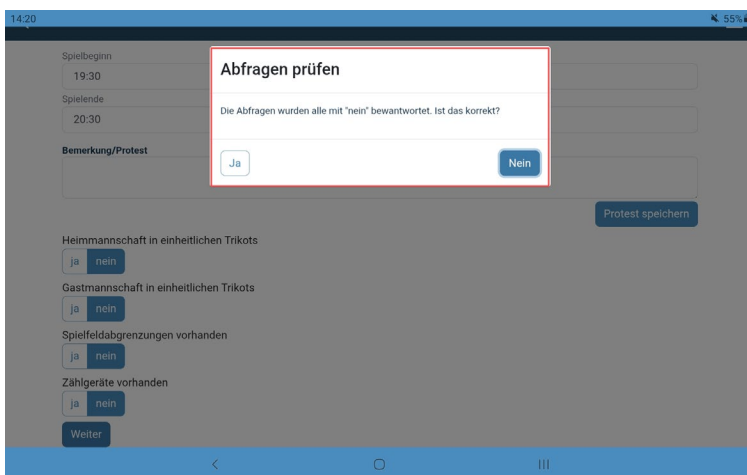 14:20
55%
Spielbeginn
19:30
Spielende
20:30
Bemerkung/Protest
Abfragen prüfen
Die Abfragen wurden alle mit "nein" bewantwortet. Ist das korrekt?
Ja
Nein
Protest speichern
Heimmannschaft in einheitlichen Trikots
ja nein
Gastmannschaft in einheitlichen Trikots
ja nein
Spielfeldabgrenzungen vorhanden
ja nein
Zählgeräte vorhanden
ja nein
Weiter